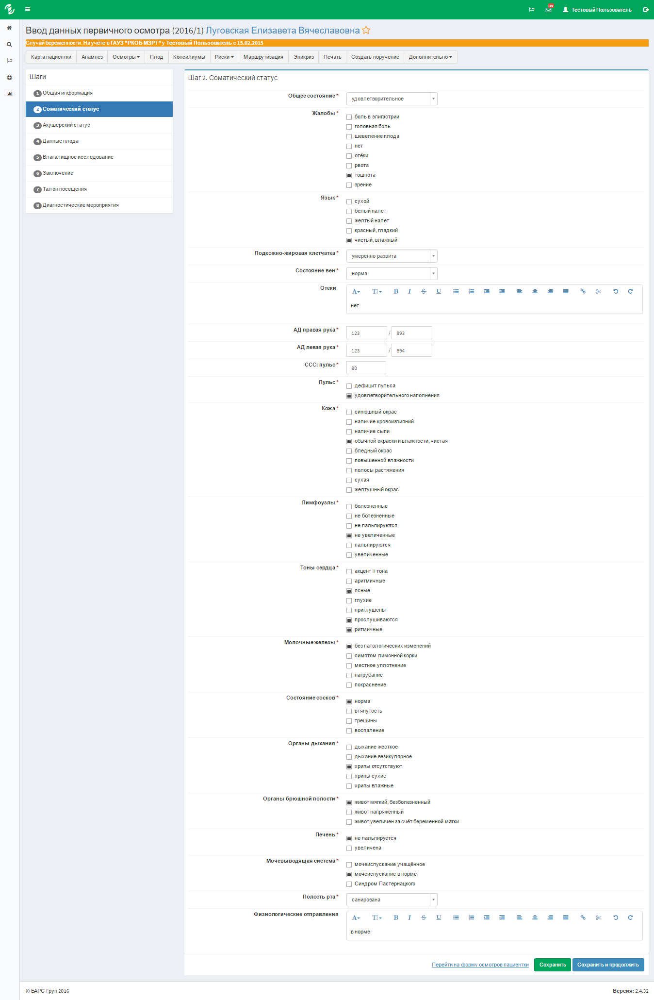 10
Тестовый Пользователь
Ввод данных первичного осмотра (2016/1) Луговская Елизавета Вячеславовна
Случай беременности. На учёте в ГАУЗ "РКОБ МЗРТ" у Тестовый Пользователь с 15.02.2015
Карта пациентки Анамнез Осмотры Плод Консилиумы Риски Маршрутизация Эпикриз Печать Создать поручение Дополнительно
Шаги
1 Общая информация
2 Соматический статус
3 Акушерский статус
4 Данные плода
5 Влагалищное исследование
6 Заключение
7 Талон посещения
8 Диагностические мероприятия
Шаг 2. Соматический статус
Общее состояние * удовлетворительное
Жалобы *
боль в эпигастрии
головная боль
шевеление плода
нет
отёки
рвота
тошнота
зрение
Язык *
сухой
белый налет
желтый налет
красный, гладкий
чистый, влажный
Подкожно-жировая клетчатка * умеренно развита
Состояние вен * норма
Отеки A TI B I S U
нет
АД правая рука * 123 / 893
АД левая рука * 123 / 894
ССС: пульс * 80
Пульс *
дефицит пульса
удовлетворительного наполнения
Кожа *
синюшный окрас
наличие кровоизлияний
наличие сыпи
обычной окраски и влажности, чистая
бледный окрас
повышенной влажности
полосы растяжения
сухая
желтушный окрас
Лимфоузлы *
болезненные
не болезненные
не пальпируются
не увеличенные
пальпируются
увеличенные
Тоны сердца *
акцент II тона
аритмичные
ясные
глухие
приглушены
прослушиваются
ритмичные
Молочные железы *
без патологических изменений
симптом лимонной корки
местное уплотнение
нагрубание
покраснение
Состояние сосков *
норма
втянутость
трещины
воспаление
Органы дыхания *
дыхание жесткое
дыхание везикулярное
хрипы отсутствуют
хрипы сухие
хрипы влажные
Органы брюшной полости *
живот мягкий, безболезненный
живот напряжённый
живот увеличен за счёт беременной матки
Печень *
не пальпируется
увеличена
Мочевыводящая система *
мочеиспускание учащённое
мочеиспускание в норме
Синдром Пастернацкого
Полость рта * санирована
Физиологические отправления A TI B I S U
в норме
Перейти на форму осмотров пациентки Сохранить Сохранить и продолжить
© БАРС Груп 2016
Версия: 2.4.32